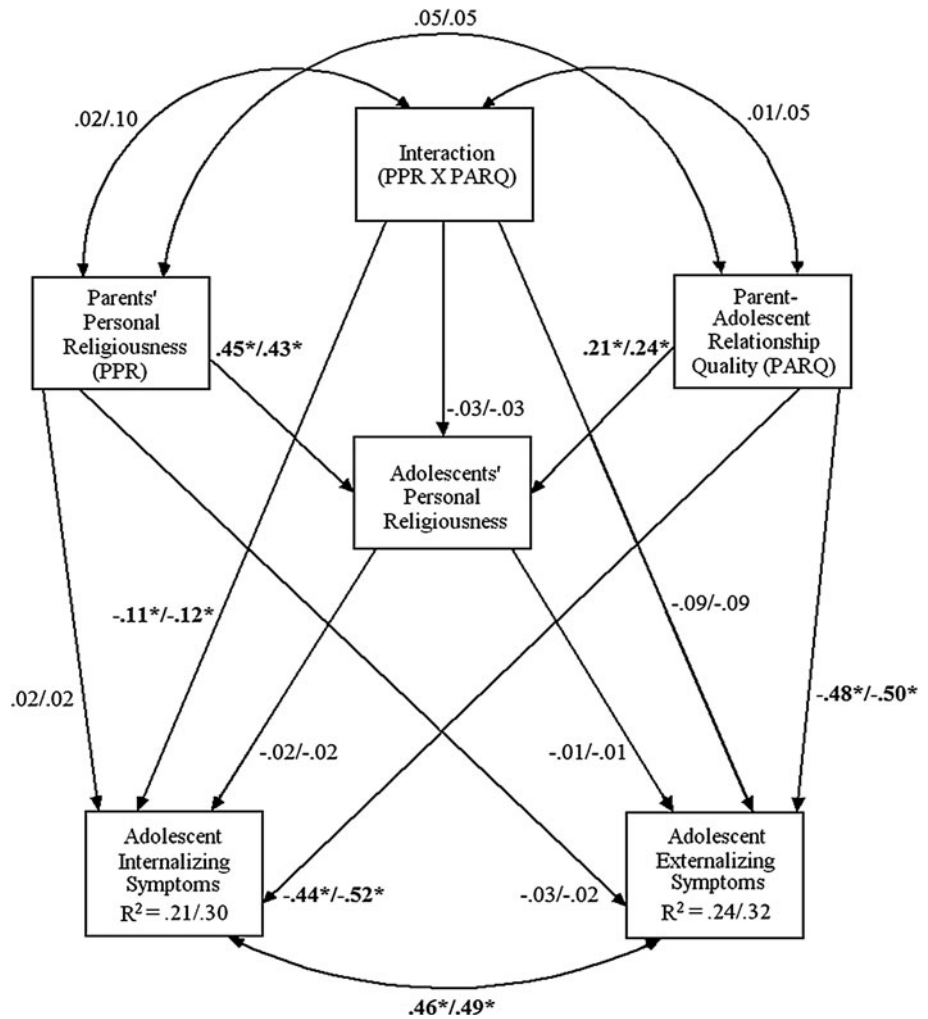 .05/.05
.02/.10
.01/.05
Interaction
(PPR X PARQ)
Parents'
Personal
Religiousness
(PPR)
Parent-
Adolescent
Relationship
Quality (PARQ)
.45*/.43*
.21*/.24*
-.03/-.03
Adolescents'
Personal
Religiousness
-.11*/-.12*
-.09/-.09
.02/.02
-.48*/-.50*
-.02/-.02
-.01/-.01
Adolescent
Internalizing
Symptoms
R² = .21/.30
-.44*/-.52*
-.03/-.02
Adolescent
Externalizing
Symptoms
R² = .24/.32
.46*/.49*